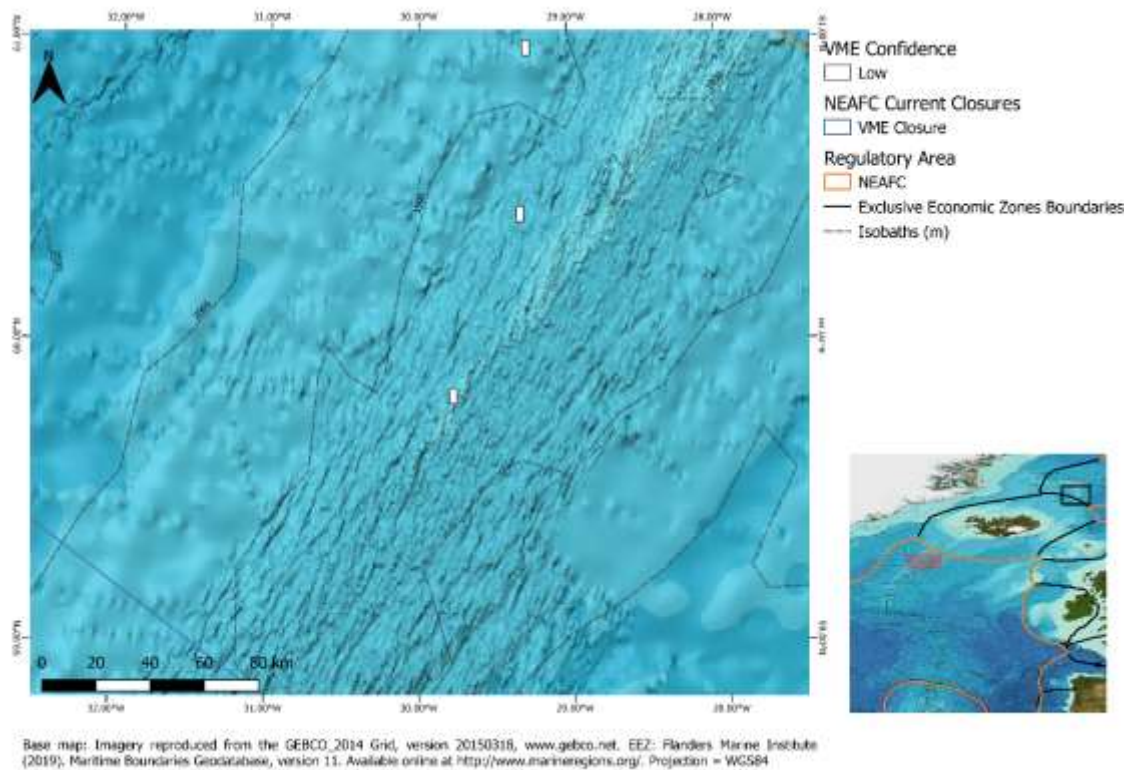 32.00°W 31.00°W 30.00°W 29.00°W 28.00°W
N
VME Confidence
Low
NEAFC Current Closures
VME Closure
Regulatory Area
NEAFC
Exclusive Economic Zones Boundaries
Isobaths (m)
0 20 40 60 80 km
32.00°W 31.00°W 30.00°W 29.00°W 28.00°W
Base map: Imagery reproduced from the GEBCO_2014 Grid, version 20150318, www.gebco.net. EEZ: Flanders Marine Institute
(2019). Maritime Boundaries Geodatabase, version 11. Available online at http://www.marineregions.org/. Projection = WGS84